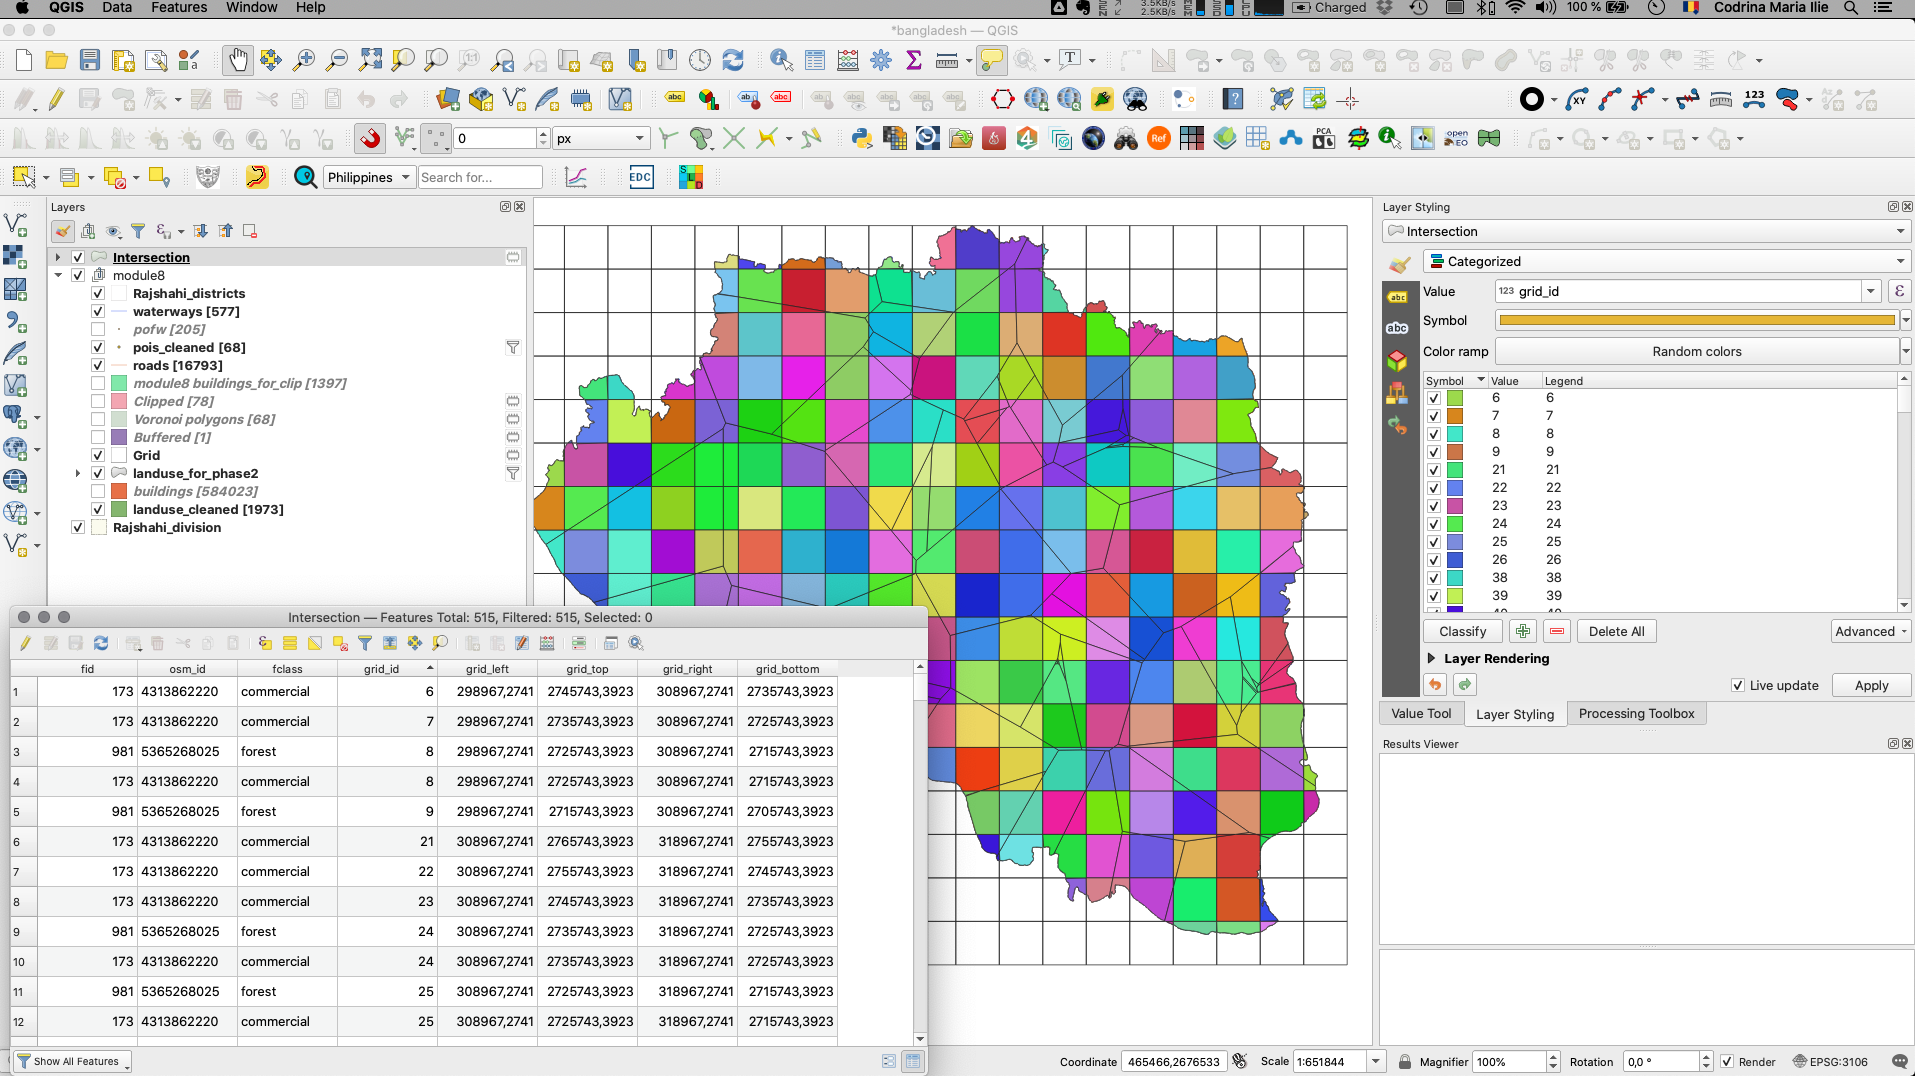 QGIS Data Features Window Help
3.5KB/s
2.5KB/s
Charged
100 %
Codrina Maria Ilie
*bangladesh — QGIS
0 px
Philippines Search for...
EDC
PCA
Ref
open EO
123
Layers
Intersection
module8
Rajshahi_districts
waterways [577]
pofw [205]
pois_cleaned [68]
roads [16793]
module8 buildings_for_clip [1397]
Clipped [78]
Voronoi polygons [68]
Buffered [1]
Grid
landuse_for_phase2
buildings [584023]
landuse_cleaned [1973]
Rajshahi_division
Layer Styling
Intersection
Categorized
Value 123 grid_id
Symbol
Color ramp Random colors
Symbol Value Legend
6 6
7 7
8 8
9 9
21 21
22 22
23 23
24 24
25 25
26 26
38 38
39 39
40 40
Classify Delete All Advanced
Layer Rendering
Live update Apply
Value Tool Layer Styling Processing Toolbox
Results Viewer
Intersection — Features Total: 515, Filtered: 515, Selected: 0
fid osm_id fclass grid_id grid_left grid_top grid_right grid_bottom
1 173 4313862220 commercial 6 298967,2741 2745743,3923 308967,2741 2735743,3923
2 173 4313862220 commercial 7 298967,2741 2735743,3923 308967,2741 2725743,3923
3 981 5365268025 forest 8 298967,2741 2725743,3923 308967,2741 2715743,3923
4 173 4313862220 commercial 8 298967,2741 2725743,3923 308967,2741 2715743,3923
5 981 5365268025 forest 9 298967,2741 2715743,3923 308967,2741 2705743,3923
6 173 4313862220 commercial 21 308967,2741 2765743,3923 318967,2741 2755743,3923
7 173 4313862220 commercial 22 308967,2741 2755743,3923 318967,2741 2745743,3923
8 173 4313862220 commercial 23 308967,2741 2745743,3923 318967,2741 2735743,3923
9 981 5365268025 forest 24 308967,2741 2735743,3923 318967,2741 2725743,3923
10 173 4313862220 commercial 24 308967,2741 2735743,3923 318967,2741 2725743,3923
11 981 5365268025 forest 25 308967,2741 2725743,3923 318967,2741 2715743,3923
12 173 4313862220 commercial 25 308967,2741 2725743,3923 318967,2741 2715743,3923
Show All Features
Coordinate 465466,2676533 Scale 1:651844 Magnifier 100% Rotation 0,0 ° Render EPSG:3106